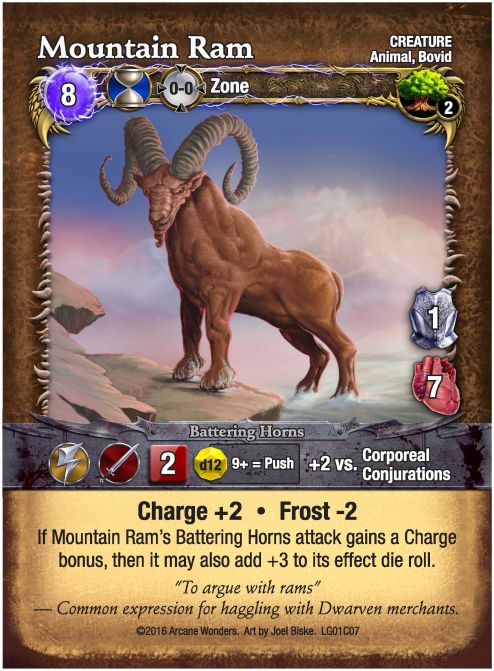 Mountain Ram
CREATURE
Animal, Bovid
8
0-0
Zone
2
1
7
Battering Horns
2
d12
9+ = Push
+2 vs. Corporeal
Conjurations
Charge +2 • Frost -2
If Mountain Ram's Battering Horns attack gains a Charge
bonus, then it may also add +3 to its effect die roll.
"To argue with rams"
— Common expression for haggling with Dwarven merchants.
©2016 Arcane Wonders. Art by Joel Biske. LG01C07